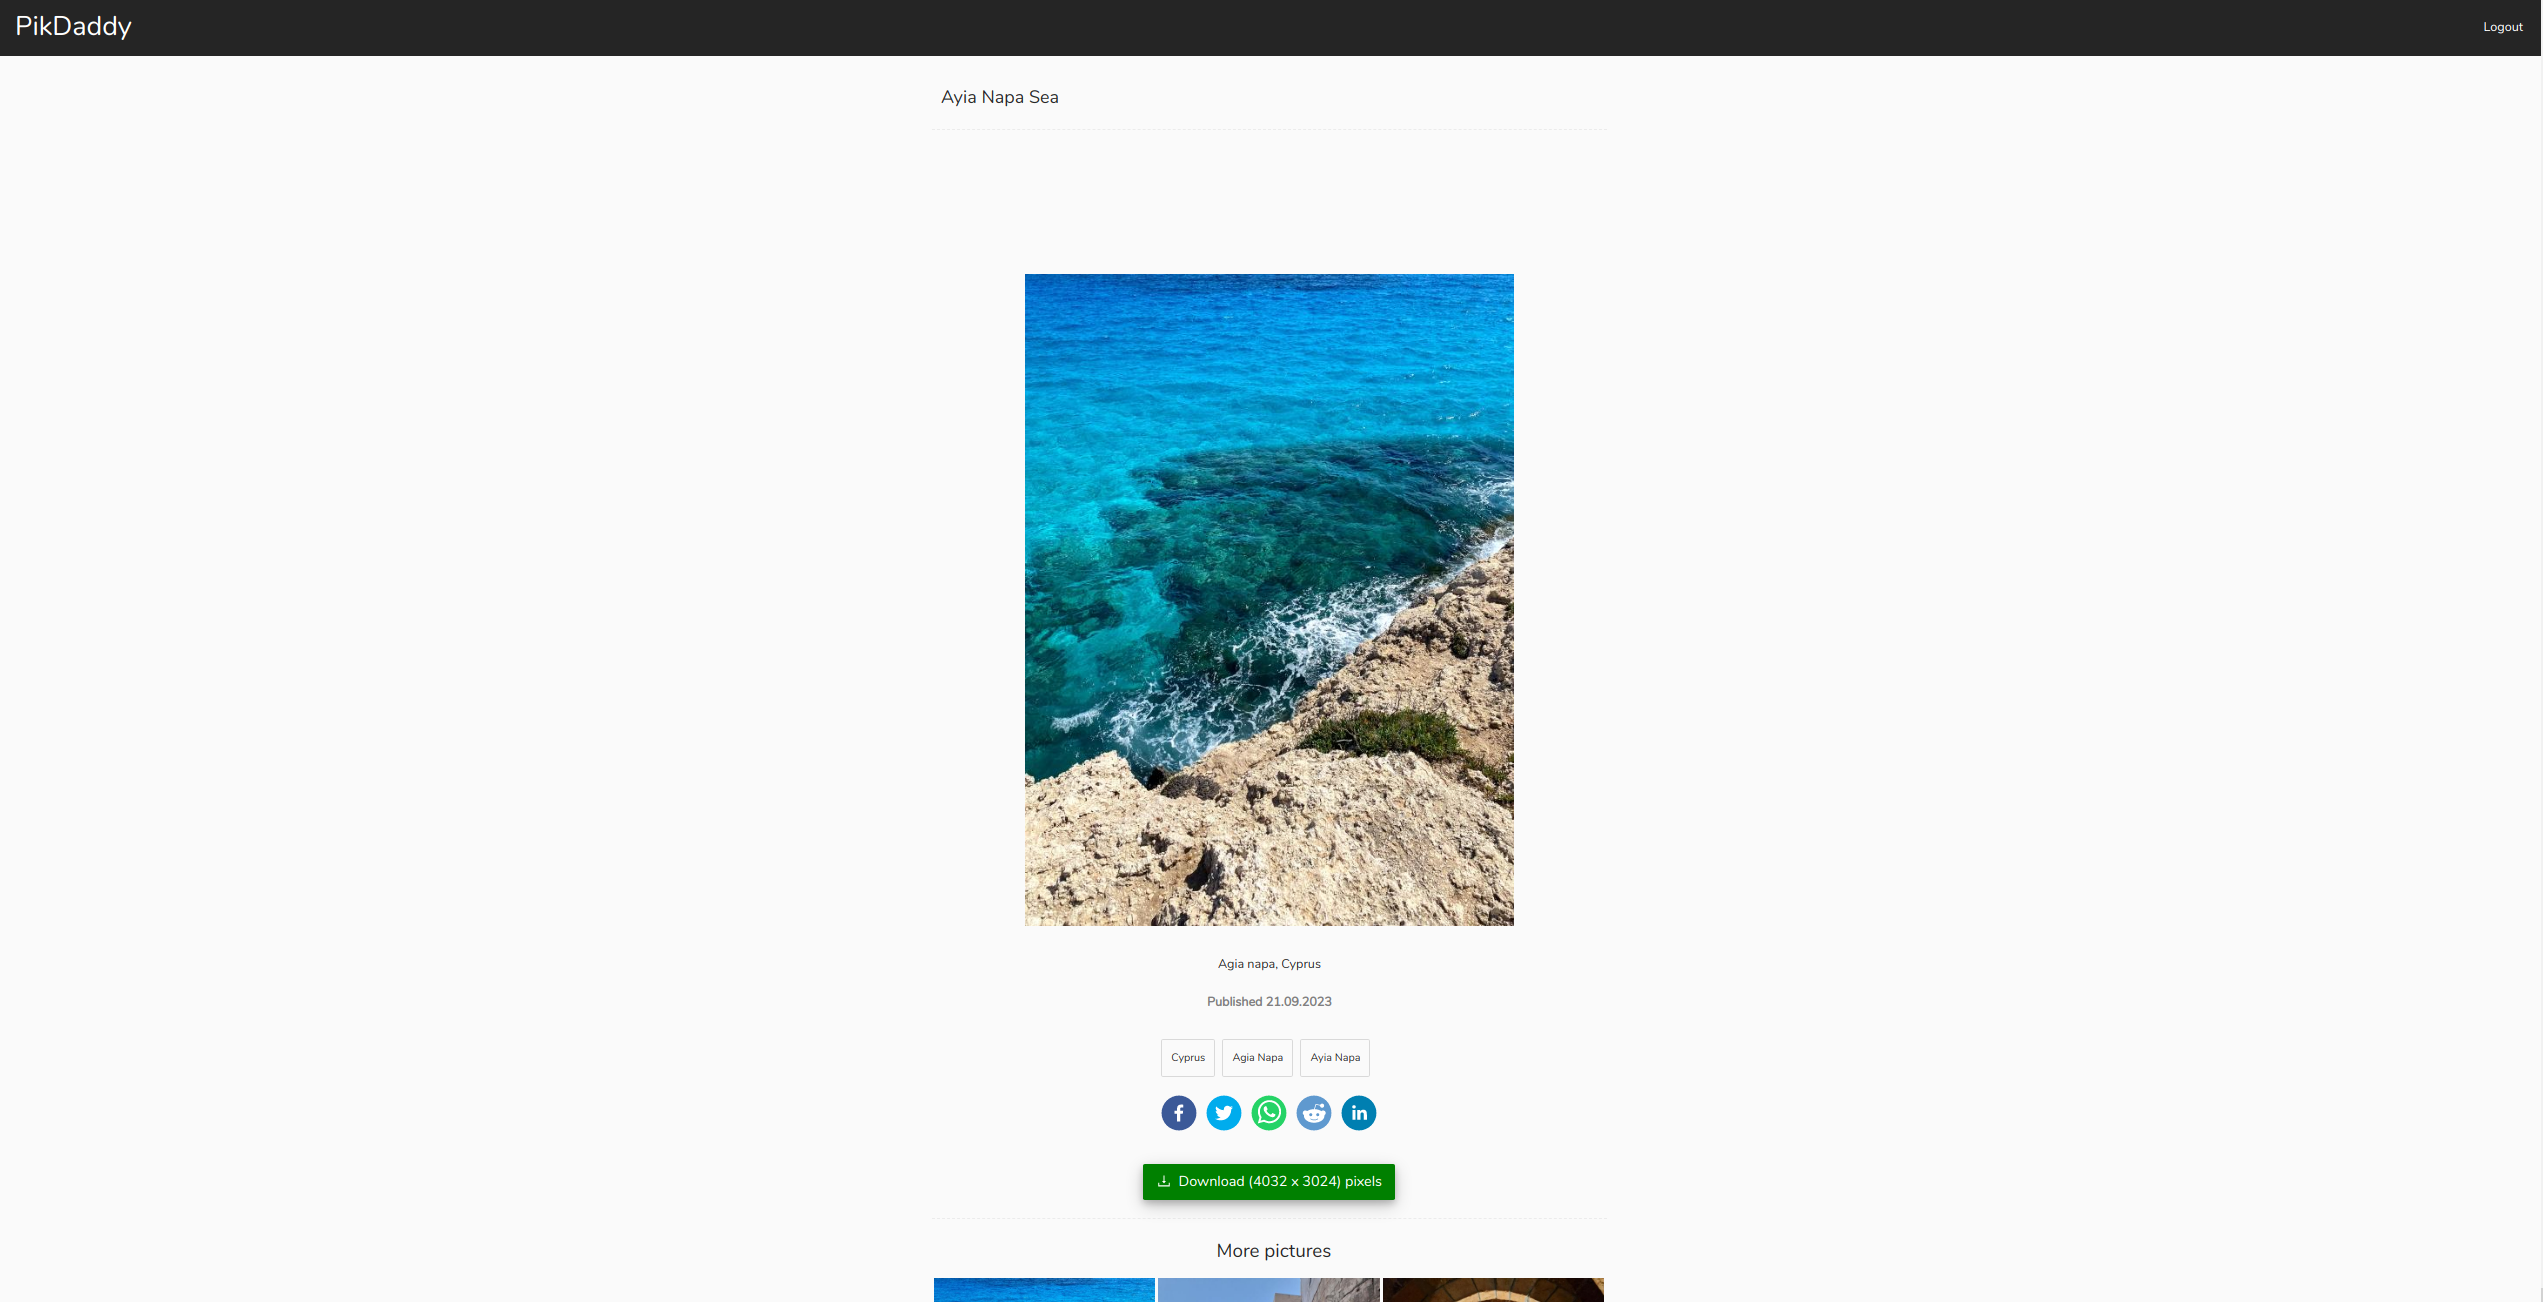 PikDaddy
Logout
Ayia Napa Sea
Agia napa, Cyprus
Published 21.09.2023
Cyprus
Agia Napa
Ayia Napa
Download (4032 x 3024) pixels
More pictures